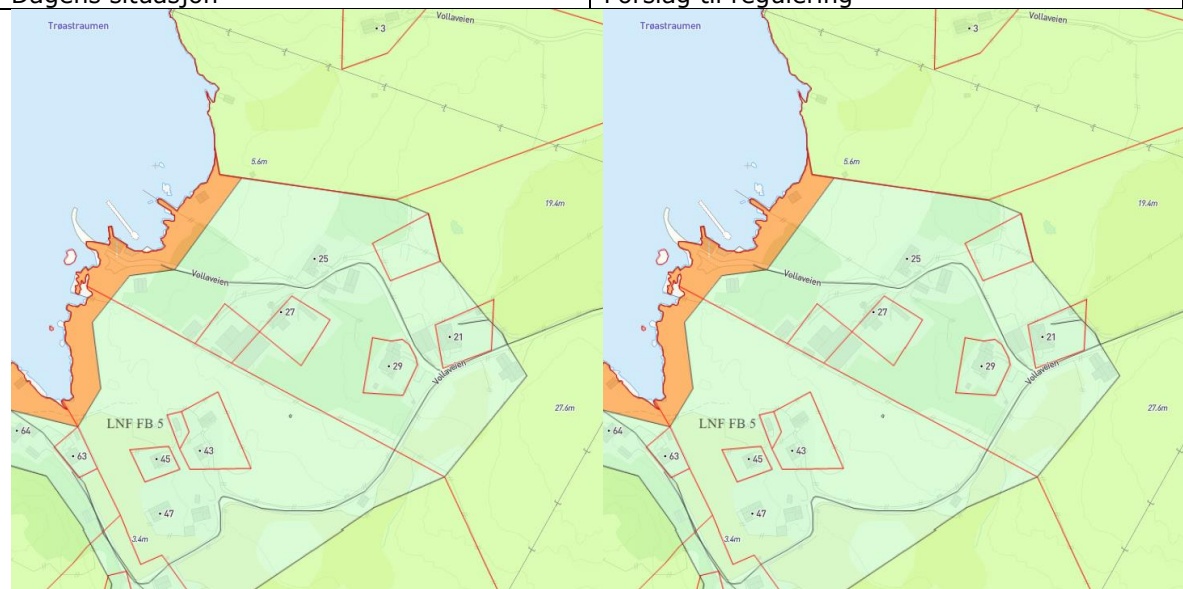 Dagens situasjon
Forslag til regulering
Trøastraumen
Vollaveien
3
5.6m
19.4m
25
Vollaveien
27
21
29
Vollaveien
27.6m
LNF FB 5
64
63
43
45
47
3.4m
Trøastraumen
Vollaveien
3
5.6m
19.4m
25
Vollaveien
27
21
29
Vollaveien
27.6m
LNF FB 5
64
63
43
45
47
3.4m